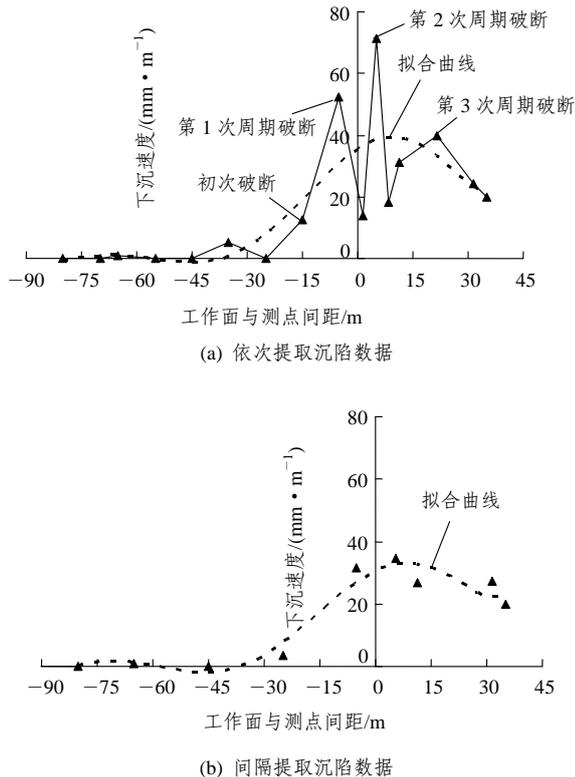 80
第 2 次周期破断
下沉速度/(mm·m⁻¹)
60
拟合曲线
第 3 次周期破断
第 1 次周期破断
40
初次破断
20
0
−90 −75 −60 −45 −30 −15 0 15 30 45
工作面与测点间距/m
(a) 依次提取沉陷数据
80
下沉速度/(mm·m⁻¹)
60
拟合曲线
40
20
0
−90 −75 −60 −45 −30 −15 0 15 30 45
工作面与测点间距/m
(b) 间隔提取沉陷数据